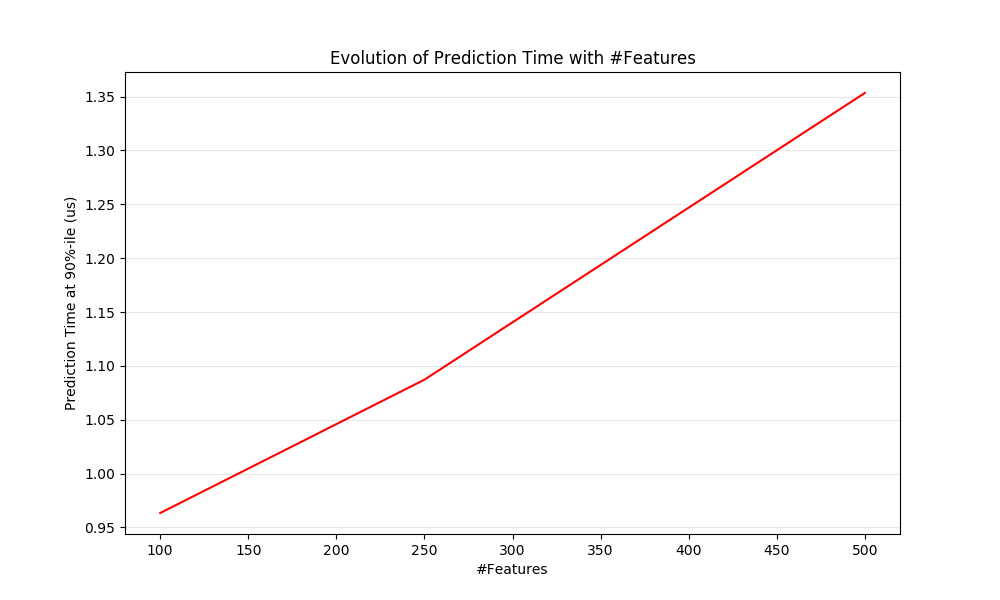 Evolution of Prediction Time with #Features
Prediction Time at 90%-ile (us)
1.35
1.30
1.25
1.20
1.15
1.10
1.05
1.00
0.95
100 150 200 250 300 350 400 450 500
#Features